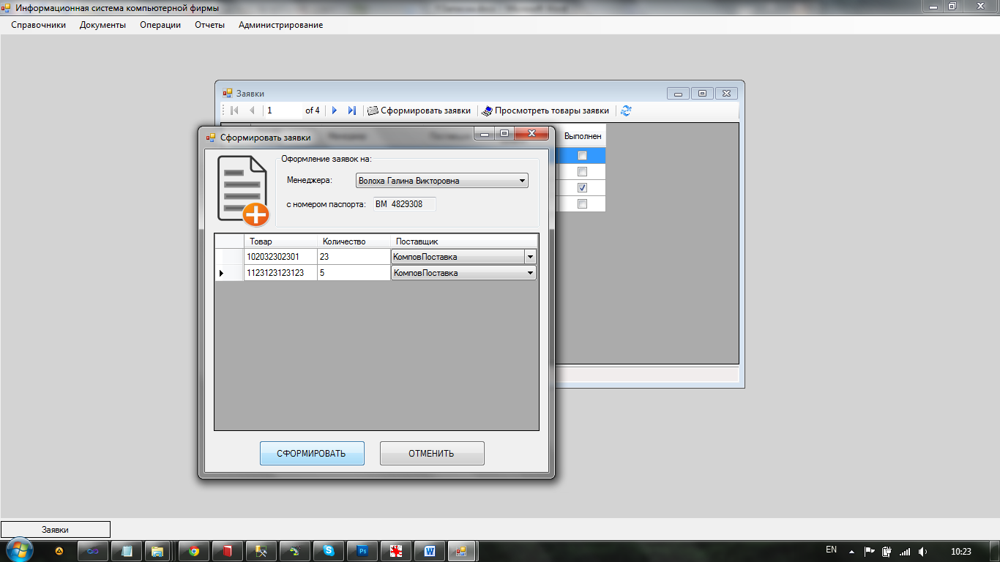 Информационная система компьютерной фирмы
Справочники Документы Операции Отчеты Администрирование
Заявки
1 of 4 Сформировать заявки Просмотреть товары заявки
Выполнен
Сформировать заявки
Оформление заявок на:
Менеджера: Волоха Галина Викторовна
с номером паспорта: ВМ 4829308
Товар Количество Поставщик
102032302301 23 КомповПоставка
1123123123123 5 КомповПоставка
СФОРМИРОВАТЬ ОТМЕНИТЬ
Заявки
Ps
EN 10:23